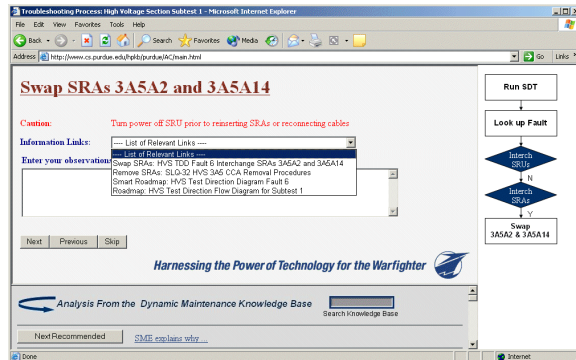 Troubleshooting Process: High Voltage Section Subtest 1 - Microsoft Internet Explorer
File Edit View Favorites Tools Help
Back Search Favorites Media
Address http://www.cs.purdue.edu/hpkb/purdue/AC/main.html Go Links
Swap SRAs 3A5A2 and 3A5A14
Caution: Turn power off SRU prior to reinserting SRAs or reconnecting cables
Information Links: ---- List of Relevant Links ----
---- List of Relevant Links ----
Swap SRAs: HVS TDD Fault 6 Interchange SRAs 3A5A2 and 3A5A14
Enter your observation
Remove SRAs: SLQ-32 HVS 3A5 CCA Removal Procedures
Smart Roadmap: HVS Test Direction Diagram Fault 6
Roadmap: HVS Test Direction Flow Diagram for Subtest 1
Next Previous Skip
Harnessing the Power of Technology for the Warfighter
Analysis From the Dynamic Maintenance Knowledge Base
Search Knowledge Base
Next Recommended SME explains why ...
Run SDT
Look up Fault
Interch
SRUs
N
Interch
SRAs
Y
Swap
3A5A2 & 3A5A14
Done Internet